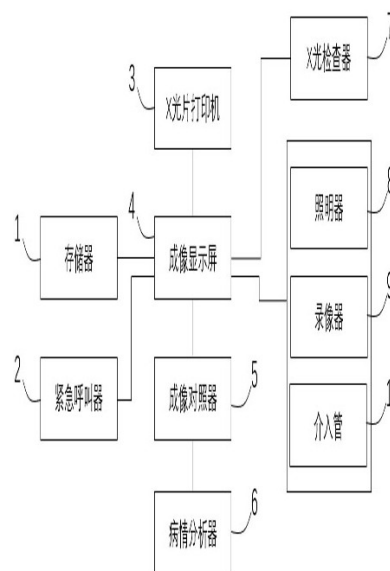 7
X光检查器
3
X光片打印机
8
照明器
4
成像显示屏
1
存储器
9
录像器
2
紧急呼叫器
5
成像对照器
1
介入管
6
病情分析器